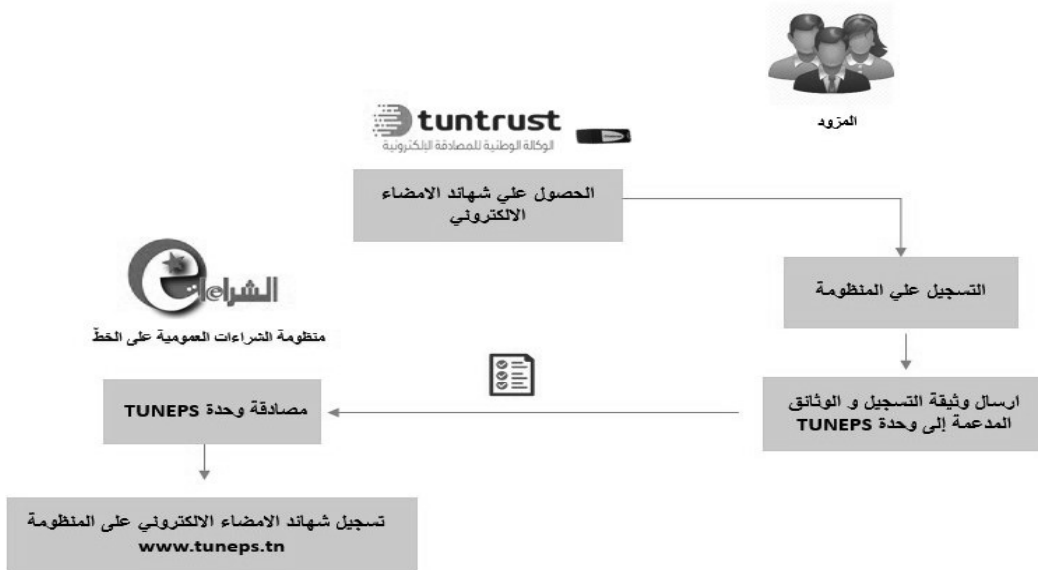 المزود
tuntrust
الوكالة الوطنية للمصادقة الإلكترونية
الحصول علي شهائد الامضاء
الالكتروني
التسجيل علي المنظومة
الشراءات
منظومة الشراءات العمومية على الخطّ
ارسال وثيقة التسجيل و الوثائق
المدعمة إلى وحدة TUNEPS
مصادقة وحدة TUNEPS
تسجيل شهائد الامضاء الالكتروني على المنظومة
www.tuneps.tn